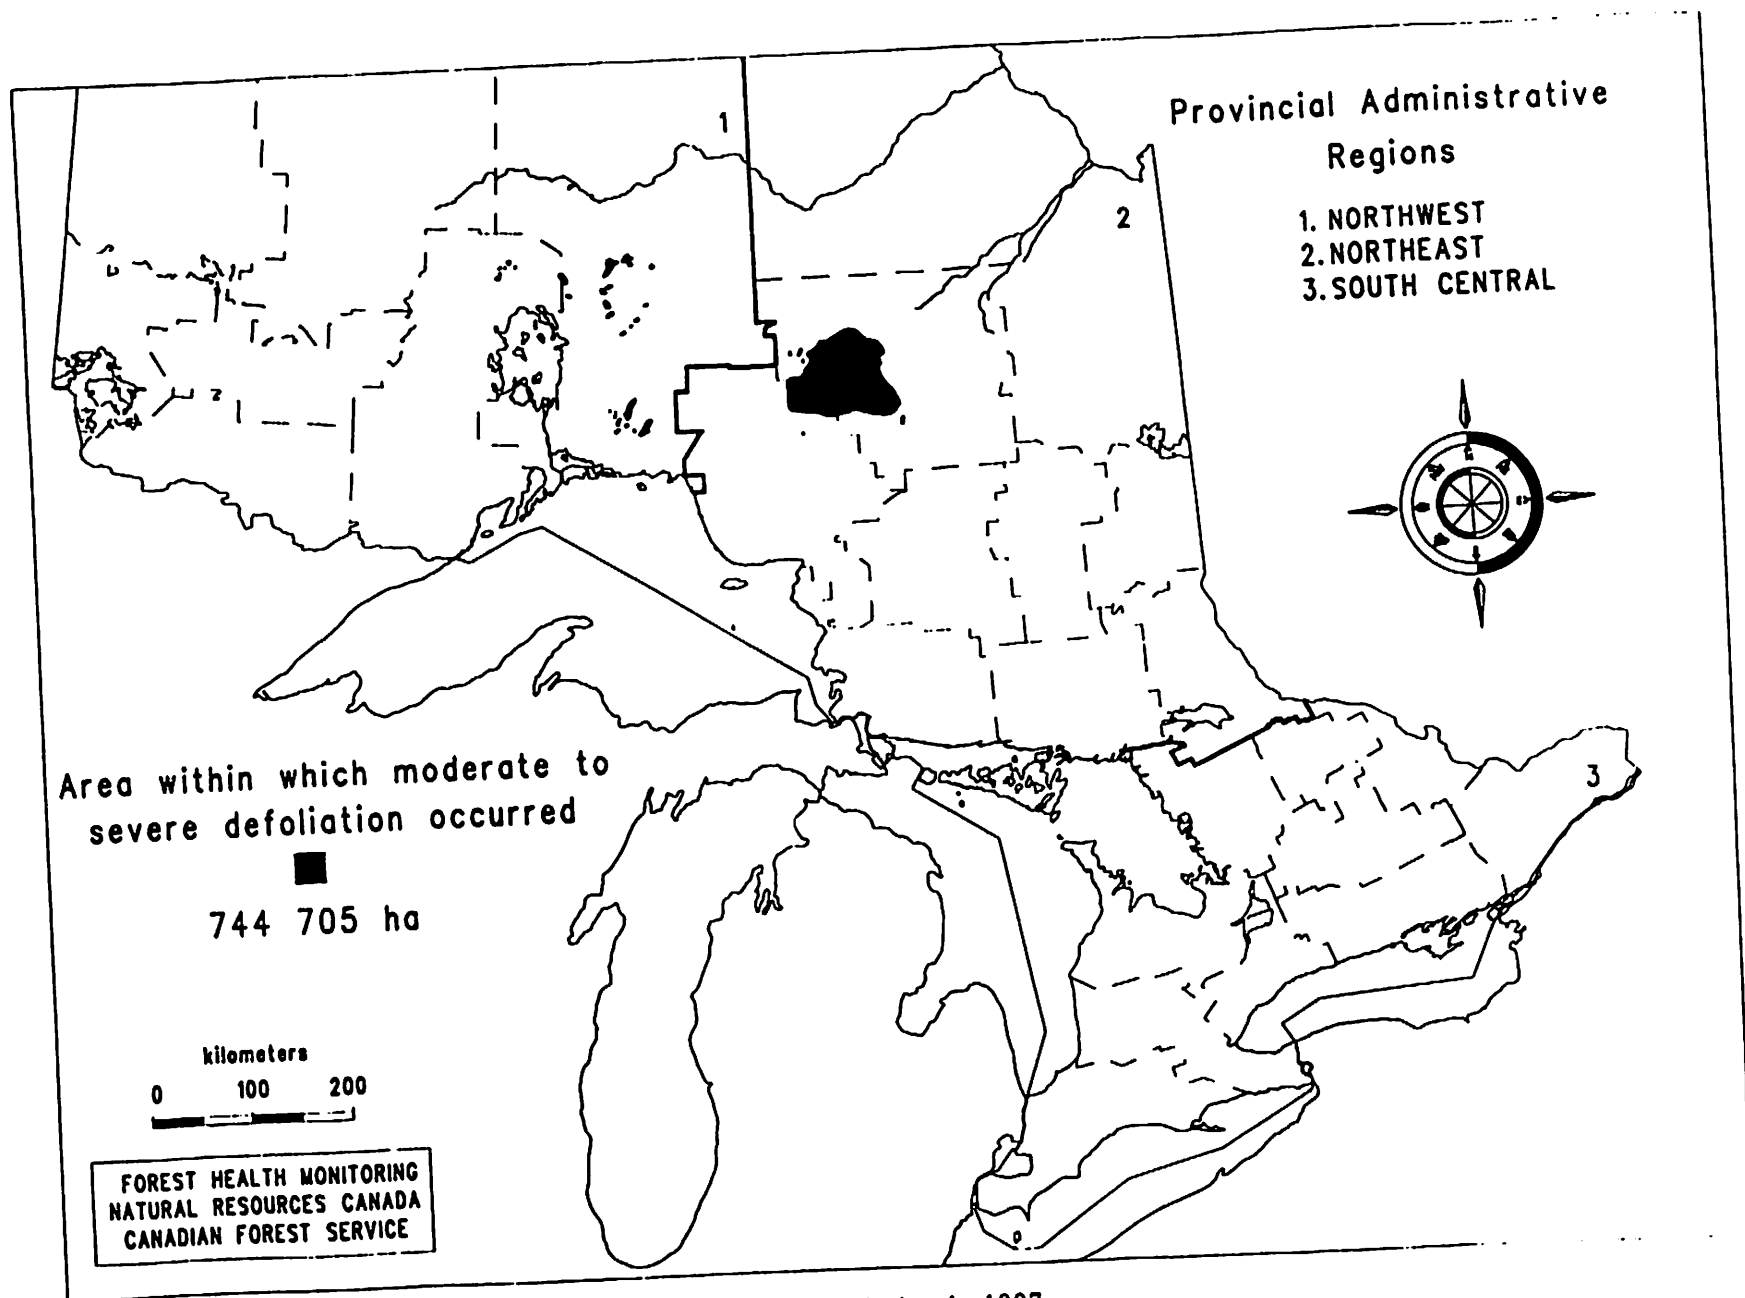 1
Provincial Administrative
Regions
2
1. NORTHWEST
2. NORTHEAST
3. SOUTH CENTRAL
Area within which moderate to
severe defoliation occurred
3
744 705 ha
kilometers
0 100 200
FOREST HEALTH MONITORING
NATURAL RESOURCES CANADA
CANADIAN FOREST SERVICE